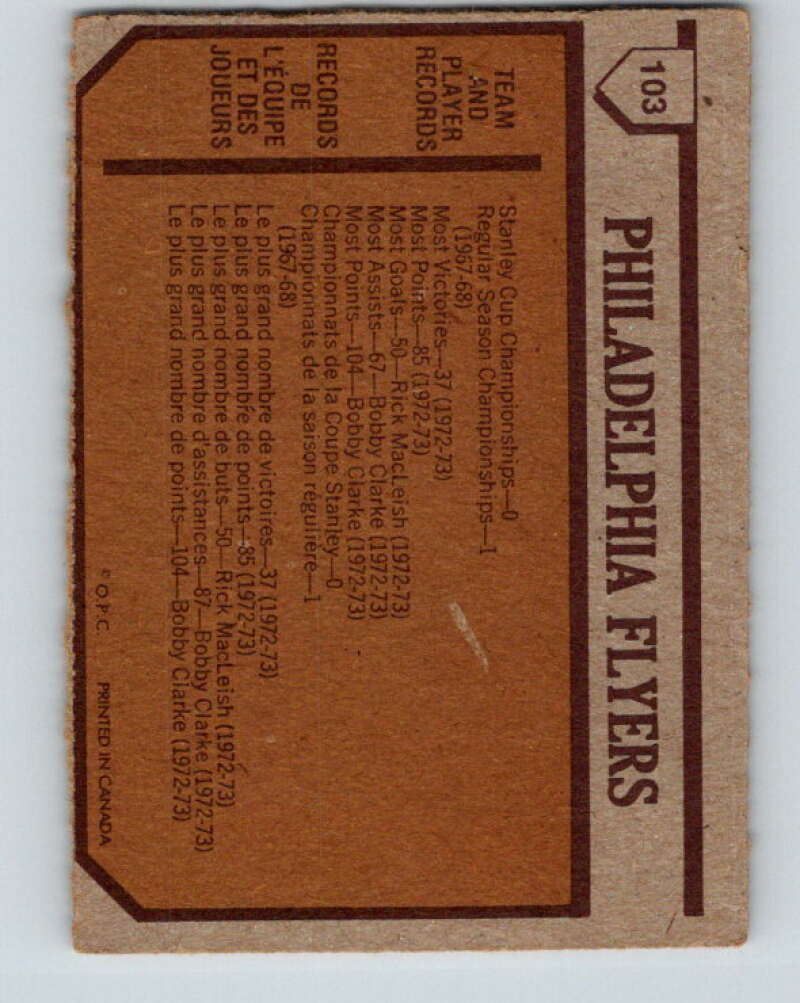 103
PHILADELPHIA FLYERS
TEAM
AND
PLAYER
RECORDS
RECORDS
DE
L'ÉQUIPE
ET DES
JOUEURS
Stanley Cup Championships—0
Regular Season Championships—1
(1967-68)
Most Victories—37 (1972-73)
Most Points—85 (1972-73)
Most Goals—50—Rick MacLeish (1972-73)
Most Assists—67—Bobby Clarke (1972-73)
Most Points—104—Bobby Clarke (1972-73)
Championnats de la Coupe Stanley—0
Championnats de la saison régulière—1
(1967-68)
Le plus grand nombre de victoires—37 (1972-73)
Le plus grand nombre de points—85 (1972-73)
Le plus grand nombre de buts—50—Rick MacLeish (1972-73)
Le plus grand nombre d'assistances—87—Bobby Clarke (1972-73)
Le plus grand nombre de points—104—Bobby Clarke (1972-73)
© O.P.C. PRINTED IN CANADA